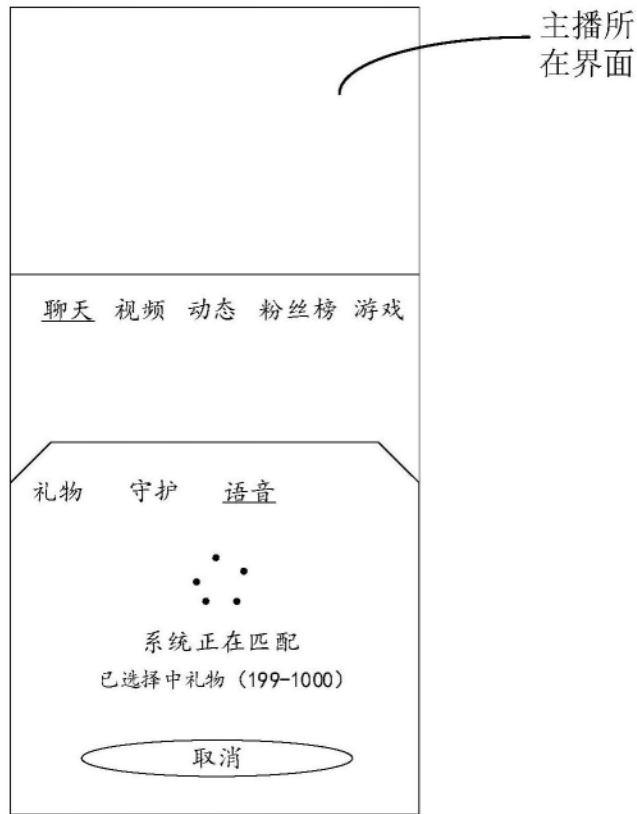 主播所
在界面
聊天 视频 动态 粉丝榜 游戏
礼物 守护 语音
系统正在匹配
已选择中礼物（199-1000）
取消